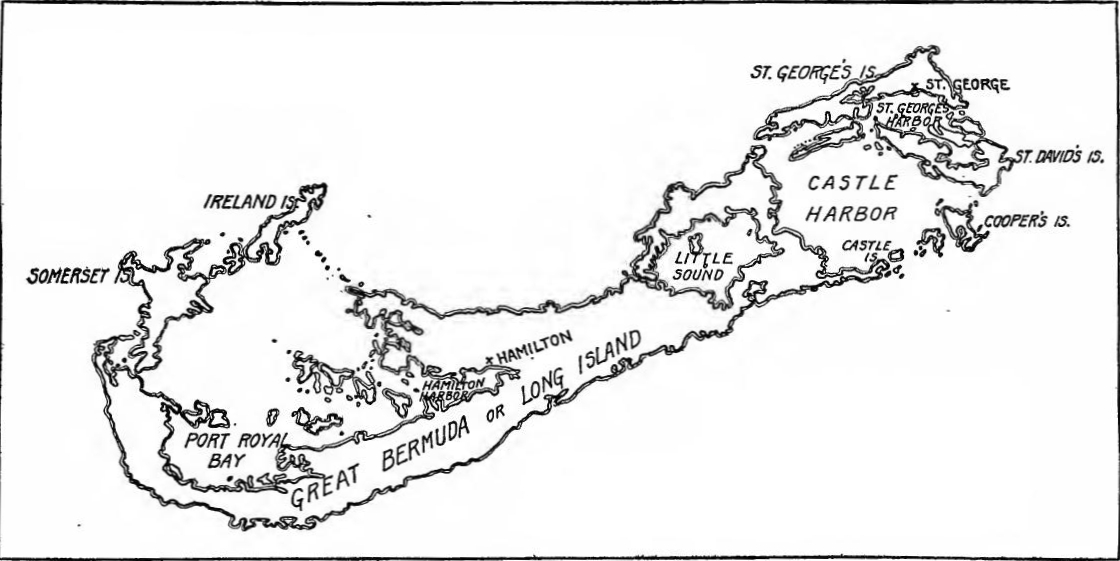 ST. GEORGE'S IS.
ST. GEORGE
ST. GEORGE'S
HARBOR
ST. DAVID'S IS.
CASTLE
HARBOR
COOPER'S IS.
CASTLE
IS.
IRELAND IS.
SOMERSET IS.
LITTLE
SOUND
HAMILTON
HAMILTON
HARBOR
PORT ROYAL
BAY
GREAT BERMUDA OR LONG ISLAND